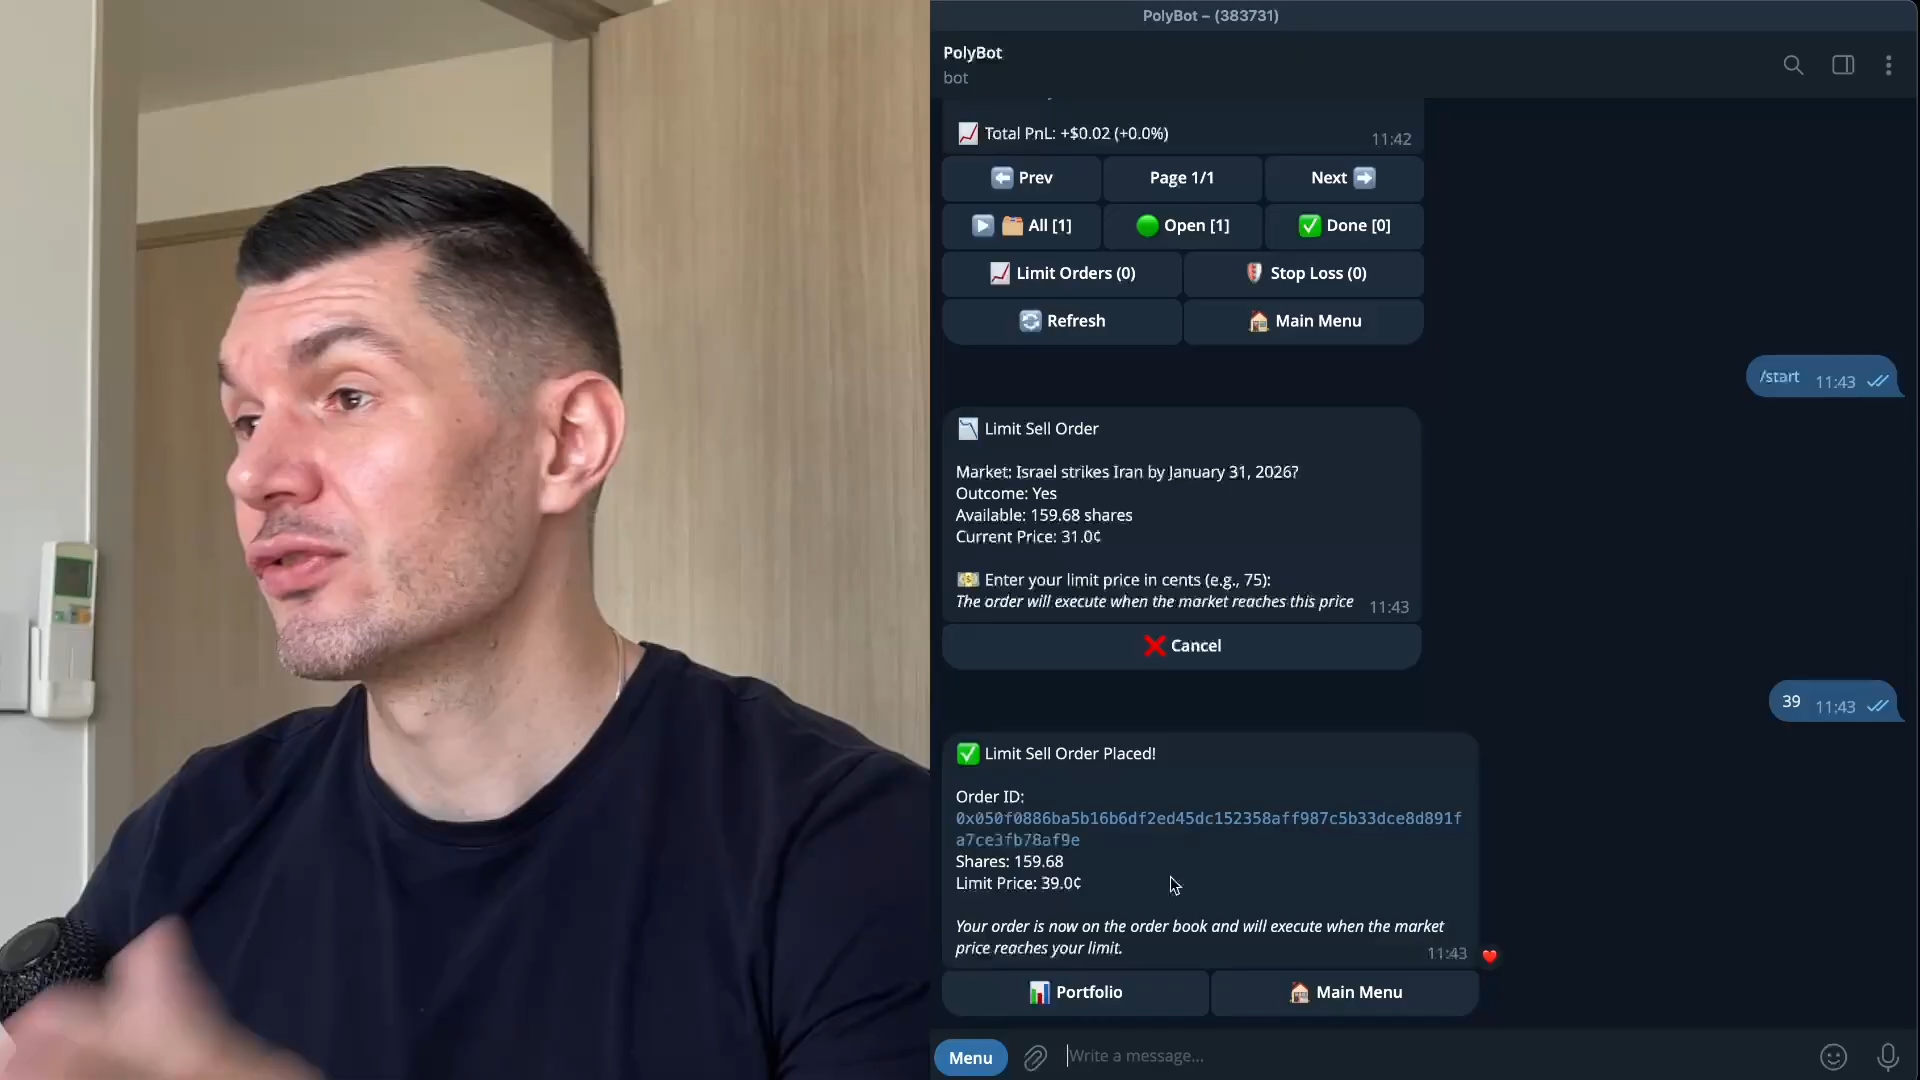 PolyBot – (383731)
PolyBot
bot
Total PnL: +$0.02 (+0.0%)
11:42
Prev
Page 1/1
Next
All [1]
Open [1]
Done [0]
Limit Orders (0)
Stop Loss (0)
Refresh
Main Menu
/start 11:43
Limit Sell Order
Market: Israel strikes Iran by January 31, 2026?
Outcome: Yes
Available: 159.68 shares
Current Price: 31.0¢
Enter your limit price in cents (e.g., 75):
The order will execute when the market reaches this price 11:43
Cancel
39 11:43
Limit Sell Order Placed!
Order ID:
0x050f0886ba5b16b6df2ed45dc152358aff987c5b33dce8d891f
a7ce3fb78af9e
Shares: 159.68
Limit Price: 39.0¢
Your order is now on the order book and will execute when the market
price reaches your limit.
11:43
Portfolio
Main Menu
Menu
Write a message...